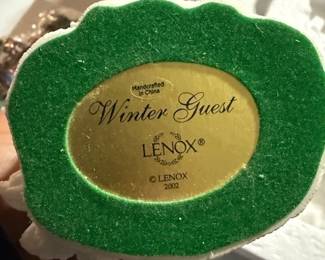 Handcrafted
in China
Winter Guest
LENOX®
© LENOX
2002